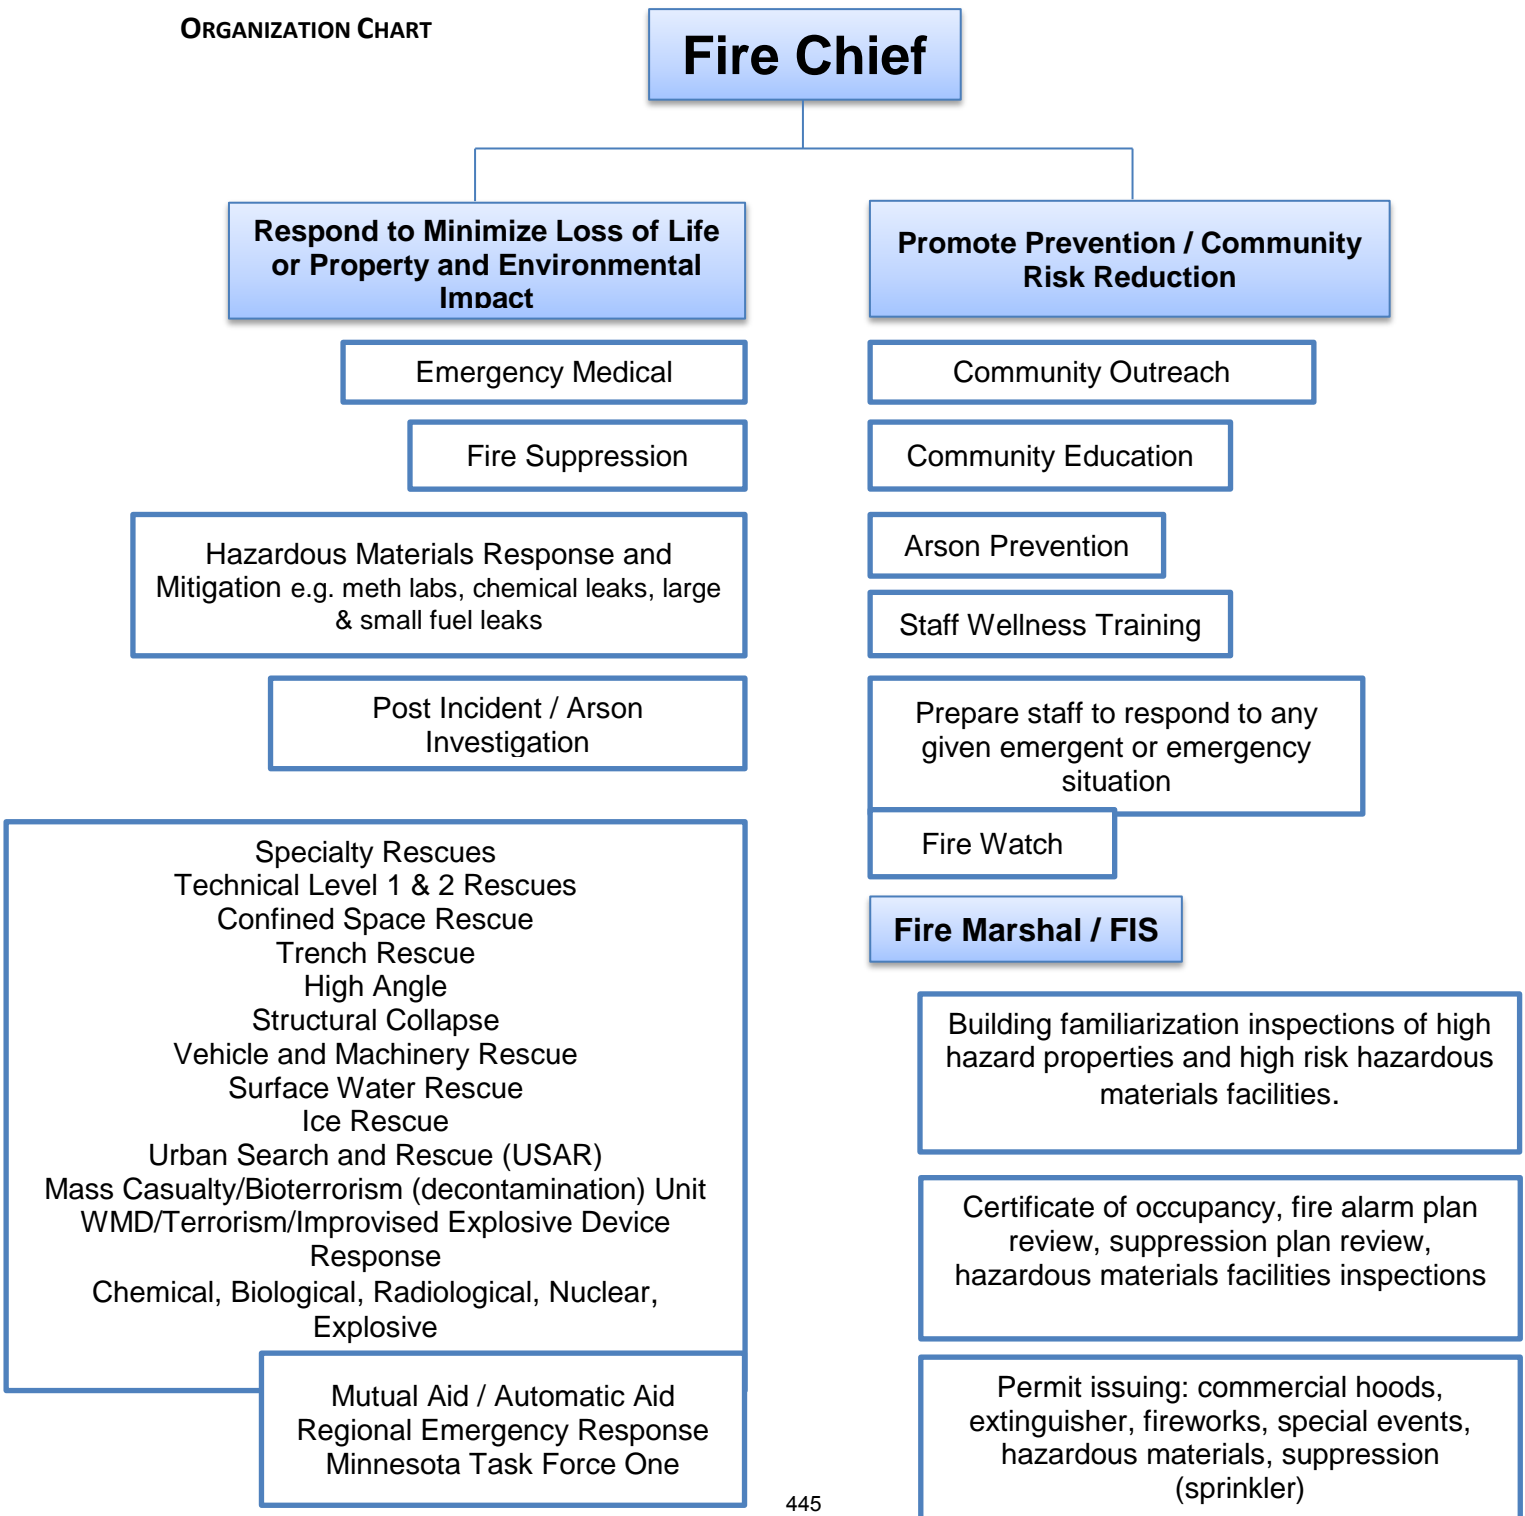 ORGANIZATION CHART
Fire Chief
Respond to Minimize Loss of Life
or Property and Environmental
Impact
Emergency Medical
Fire Suppression
Hazardous Materials Response and
Mitigation e.g. meth labs, chemical leaks, large
& small fuel leaks
Post Incident / Arson
Investigation
Specialty Rescues
Technical Level 1 & 2 Rescues
Confined Space Rescue
Trench Rescue
High Angle
Structural Collapse
Vehicle and Machinery Rescue
Surface Water Rescue
Ice Rescue
Urban Search and Rescue (USAR)
Mass Casualty/Bioterrorism (decontamination) Unit
WMD/Terrorism/Improvised Explosive Device
Response
Chemical, Biological, Radiological, Nuclear,
Explosive
Mutual Aid / Automatic Aid
Regional Emergency Response
Minnesota Task Force One
Promote Prevention / Community
Risk Reduction
Community Outreach
Community Education
Arson Prevention
Staff Wellness Training
Prepare staff to respond to any
given emergent or emergency
situation
Fire Watch
Fire Marshal / FIS
Building familiarization inspections of high
hazard properties and high risk hazardous
materials facilities.
Certificate of occupancy, fire alarm plan
review, suppression plan review,
hazardous materials facilities inspections
Permit issuing: commercial hoods,
extinguisher, fireworks, special events,
hazardous materials, suppression
(sprinkler)
445